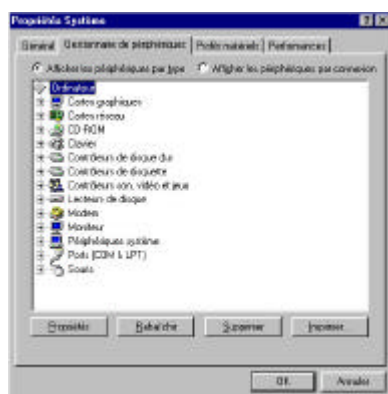 Propriétés Système
Général Gestionnaire de périphériques Profils matériels Performances
Afficher les périphériques par type Afficher les périphériques par connexion
Ordinateur
Cartes graphiques
Cartes réseau
CD-ROM
Clavier
Contrôleurs de disque dur
Contrôleurs de disquette
Contrôleurs son, vidéo et jeux
Lecteurs de disque
Modem
Moniteur
Périphériques système
Ports (COM & LPT)
Souris
Propriétés Rafraîchir Supprimer Imprimer...
OK Annuler